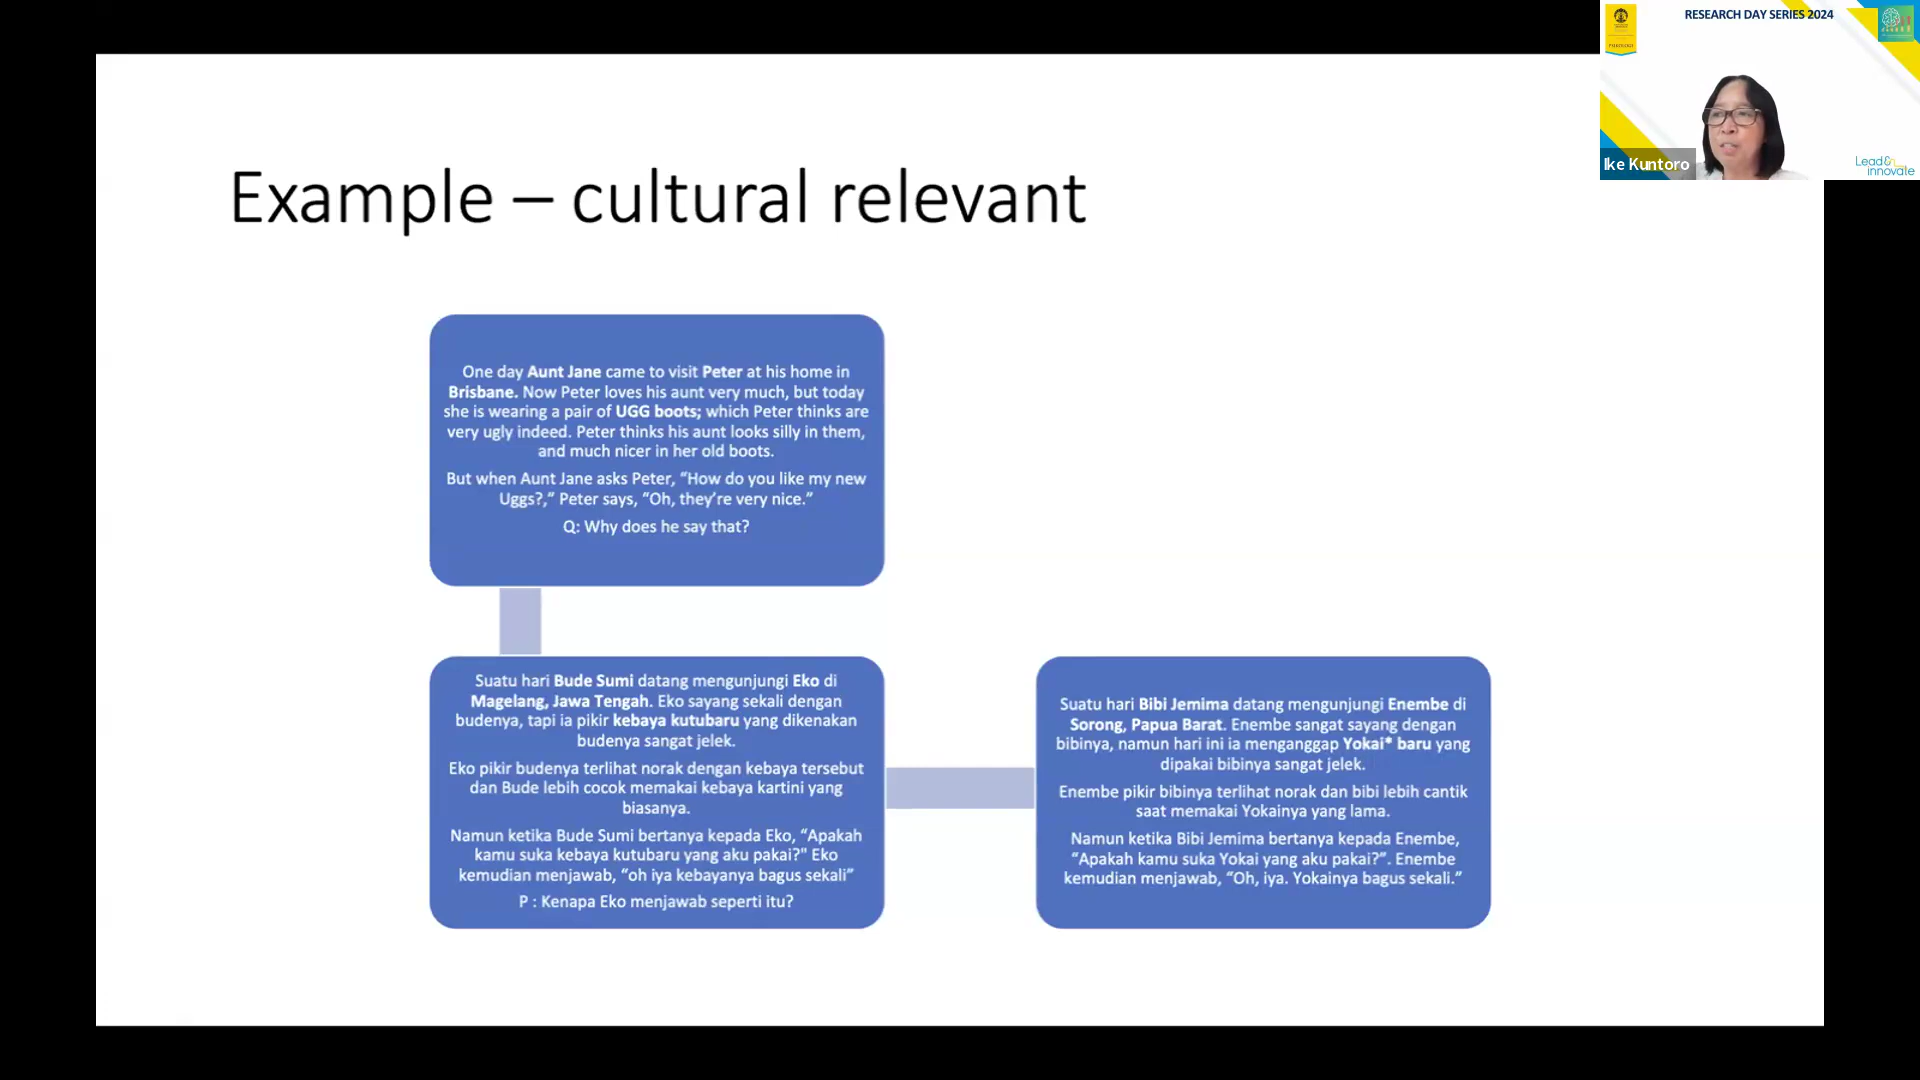 RESEARCH DAY SERIES 2024
Ike Kuntoro
Lead &
innovate
Example – cultural relevant
One day Aunt Jane came to visit Peter at his home in
Brisbane. Now Peter loves his aunt very much, but today
she is wearing a pair of UGG boots; which Peter thinks are
very ugly indeed. Peter thinks his aunt looks silly in them,
and much nicer in her old boots.
But when Aunt Jane asks Peter, “How do you like my new
Uggs?,” Peter says, “Oh, they’re very nice.”
Q: Why does he say that?
Suatu hari Bude Sumi datang mengunjungi Eko di
Magelang, Jawa Tengah. Eko sayang sekali dengan
budenya, tapi ia pikir kebaya kutubaru yang dikenakan
budenya sangat jelek.
Eko pikir budenya terlihat norak dengan kebaya tersebut
dan Bude lebih cocok memakai kebaya kartini yang
biasanya.
Namun ketika Bude Sumi bertanya kepada Eko, “Apakah
kamu suka kebaya kutubaru yang aku pakai?" Eko
kemudian menjawab, “oh iya kebayanya bagus sekali”
P : Kenapa Eko menjawab seperti itu?
Suatu hari Bibi Jemima datang mengunjungi Enembe di
Sorong, Papua Barat. Enembe sangat sayang dengan
bibinya, namun hari ini ia menganggap Yokai* baru yang
dipakai bibinya sangat jelek.
Enembe pikir bibinya terlihat norak dan bibi lebih cantik
saat memakai Yokainya yang lama.
Namun ketika Bibi Jemima bertanya kepada Enembe,
“Apakah kamu suka Yokai yang aku pakai?”. Enembe
kemudian menjawab, “Oh, iya. Yokainya bagus sekali.”